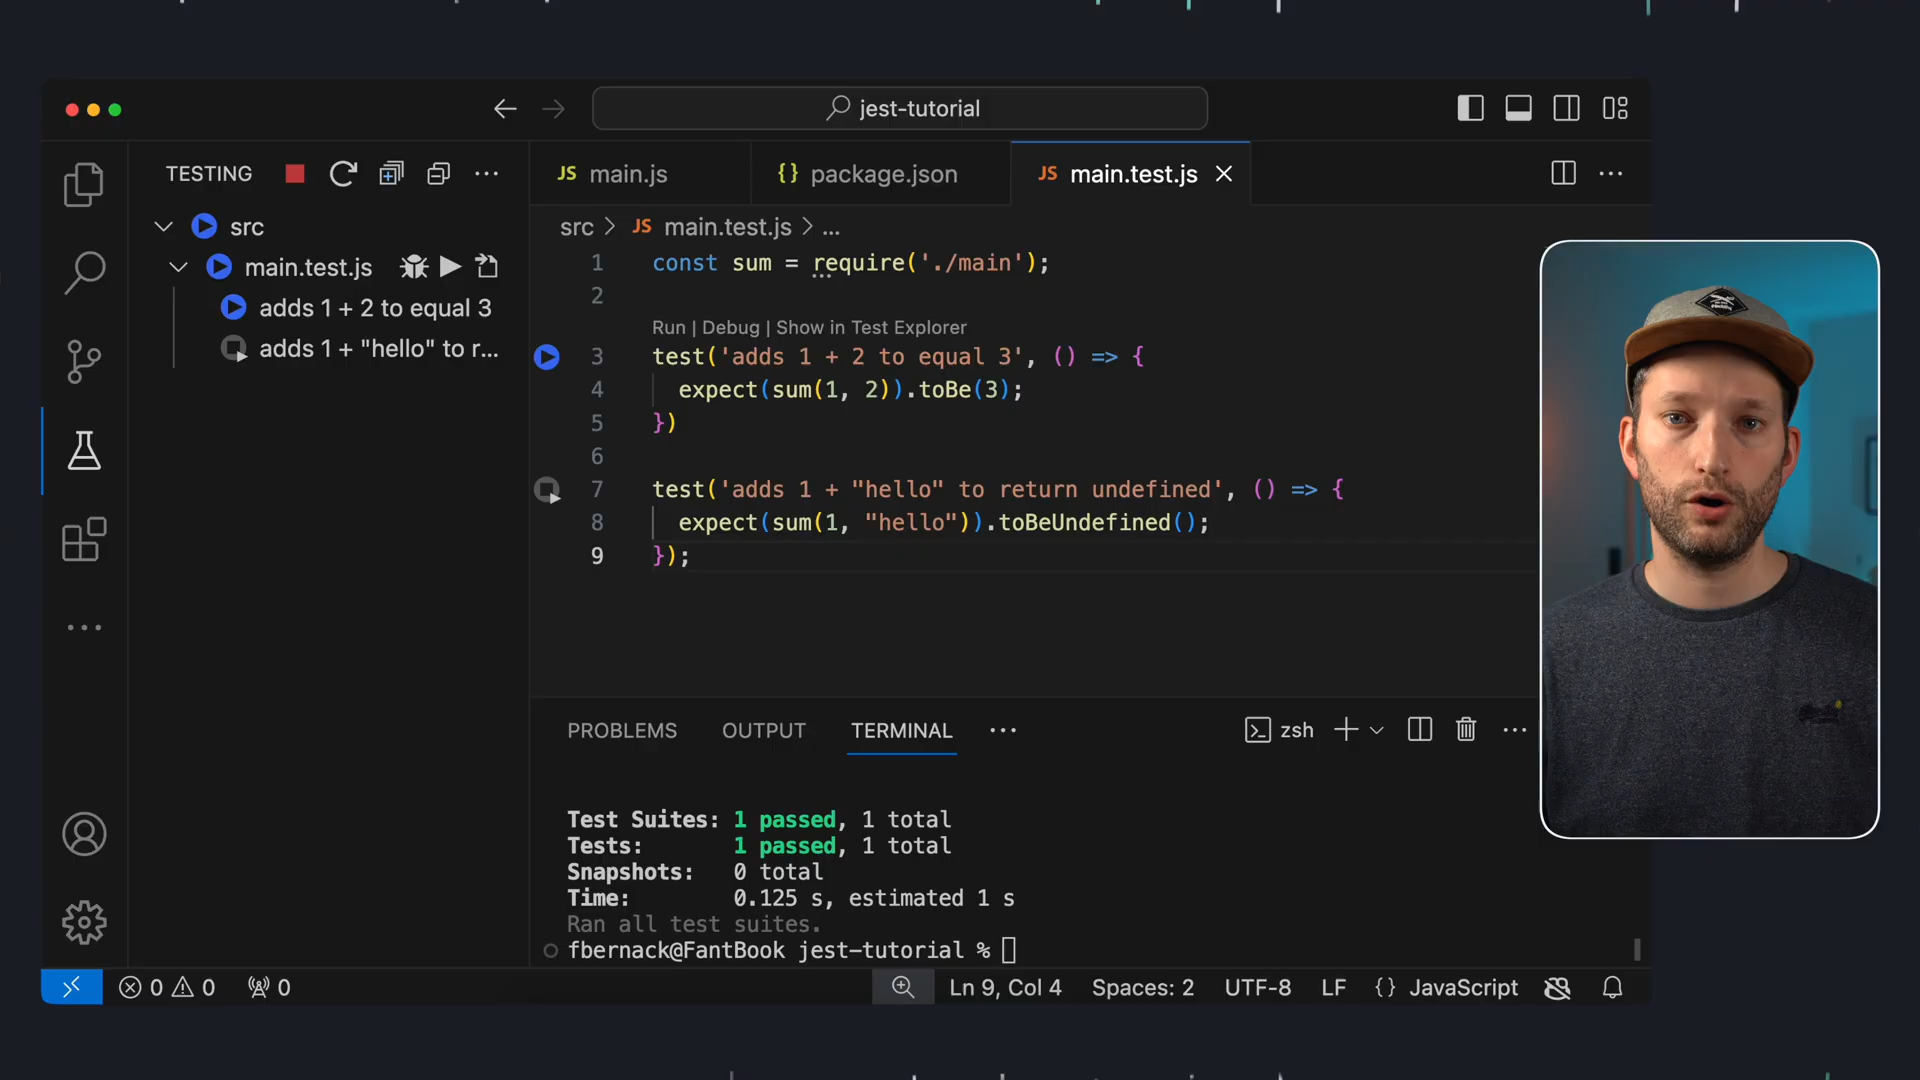 jest-tutorial
TESTING
src
main.test.js
adds 1 + 2 to equal 3
adds 1 + "hello" to r...
JS main.js
{} package.json
JS main.test.js
src > JS main.test.js > ...
1 const sum = require('./main');
2
Run | Debug | Show in Test Explorer
3 test('adds 1 + 2 to equal 3', () => {
4 expect(sum(1, 2)).toBe(3);
5 })
6
7 test('adds 1 + "hello" to return undefined', () => {
8 expect(sum(1, "hello")).toBeUndefined();
9 });
PROBLEMS OUTPUT TERMINAL ...
zsh
Test Suites: 1 passed, 1 total
Tests: 1 passed, 1 total
Snapshots: 0 total
Time: 0.125 s, estimated 1 s
Ran all test suites.
fbernack@FantBook jest-tutorial %
0 0 0 Ln 9, Col 4 Spaces: 2 UTF-8 LF {} JavaScript